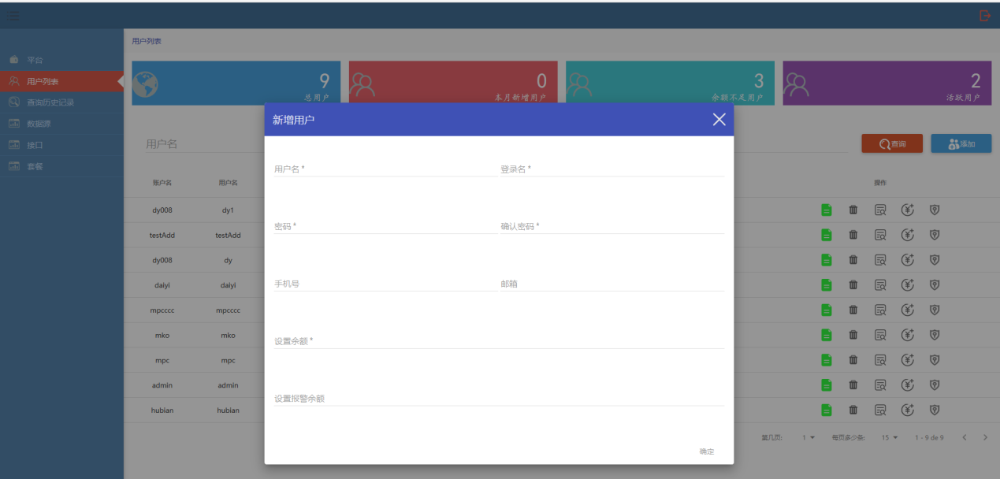 用户列表
平台
用户列表
查询历史记录
数据源
接口
套餐
9
总用户
0
本月新增用户
3
余额不足用户
2
活跃用户
新增用户
用户名
查询
添加
用户名 *
登录名 *
密码 *
确认密码 *
手机号
邮箱
设置余额 *
设置报警余额
确定
账户名 用户名 操作
dy008 dy1
testAdd testAdd
dy008 dy
daiyi daiyi
mpcccc mpcccc
mko mko
mpc mpc
admin admin
hubian hubian
第几页: 1 每页多少条: 15 1 - 9 de 9